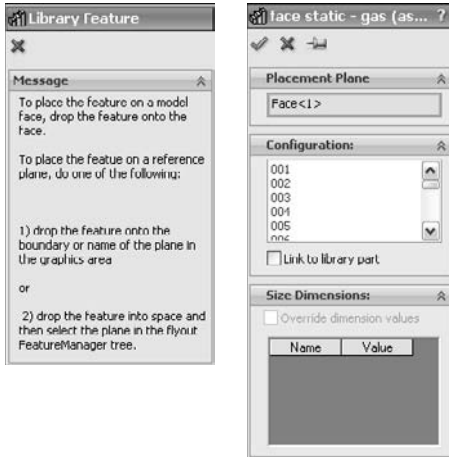 Library Feature
Message
To place the feature on a model
face, drop the feature onto the
face.
To place the featue on a reference
plane, do one of the following:
1) drop the feature onto the
boundary or name of the plane in
the graphics area
or
2) drop the feature into space and
then select the plane in the flyout
FeatureManager tree.
face static - gas (as... ?
Placement Plane
Face<1>
Configuration:
001
002
003
004
005
006
Link to library part
Size Dimensions:
Override dimension values
Name Value